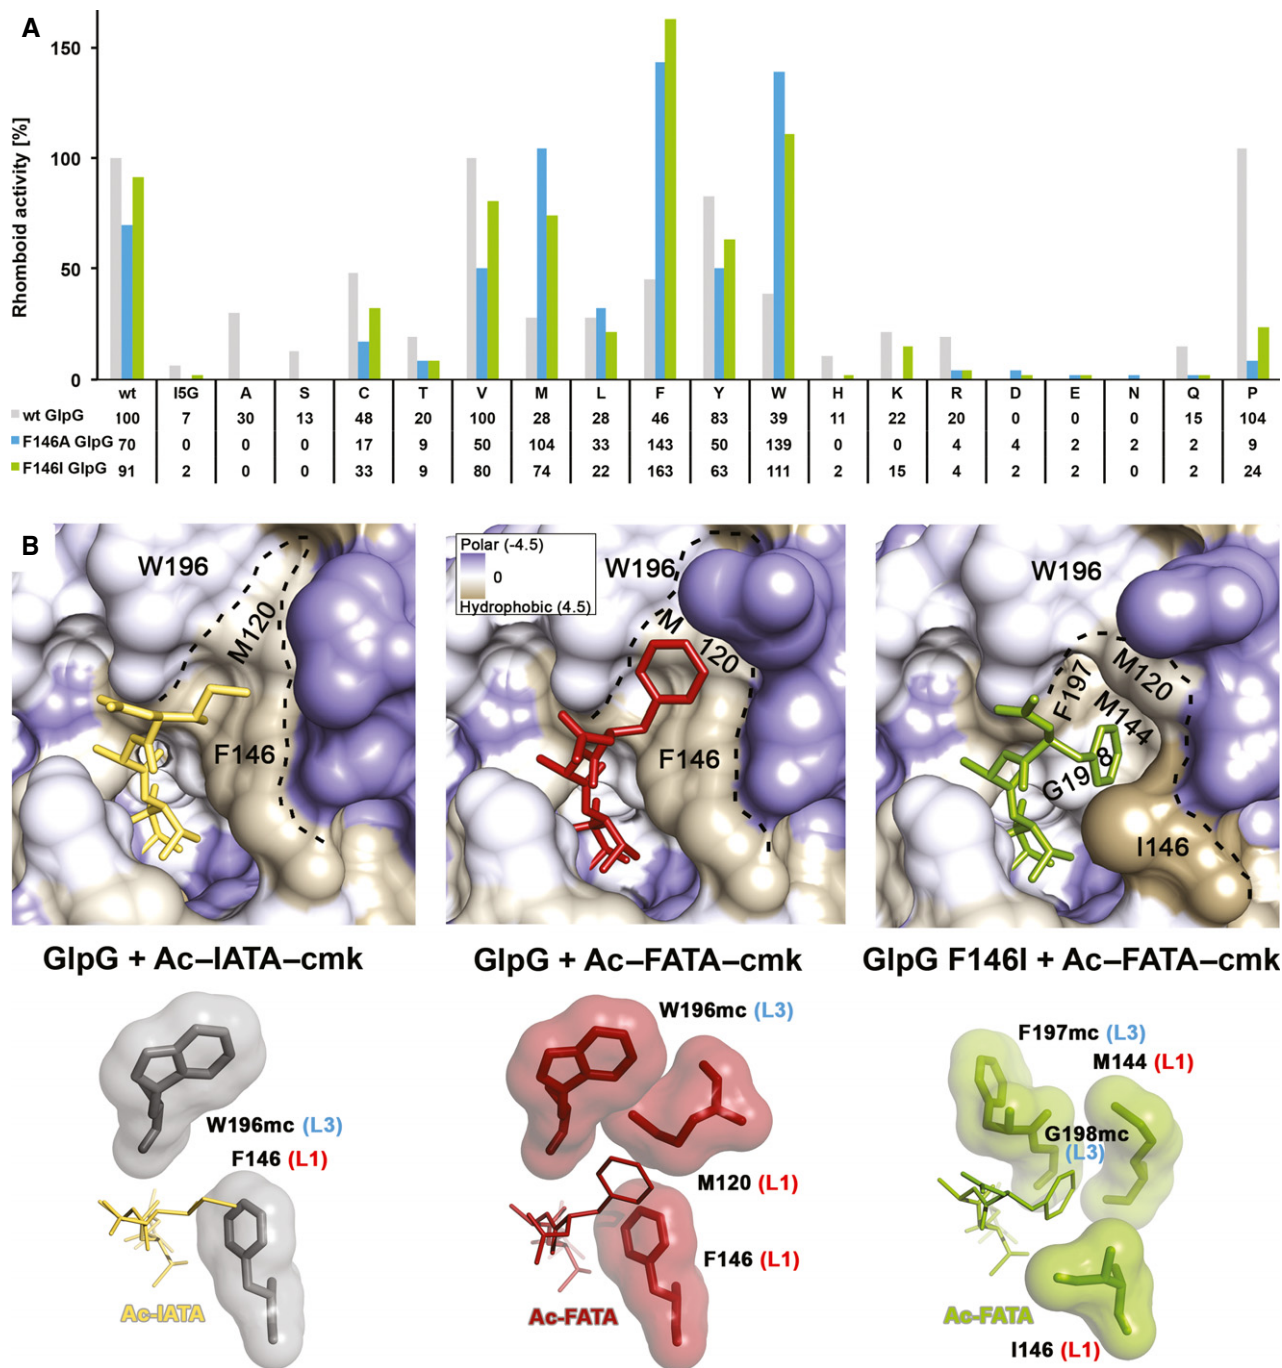 A
Rhomboid activity [%]
150
100
50
0
wt I5G A S C T V M L F Y W H K R D E N Q P
wt GlpG 100 7 30 13 48 20 100 28 28 46 83 39 11 22 20 0 0 0 15 104
F146A GlpG 70 0 0 0 17 9 50 104 33 143 50 139 0 0 4 4 2 2 2 9
F146I GlpG 91 2 0 0 33 9 80 74 22 163 63 111 2 15 4 2 2 0 2 24
B
W196
M120
F146
Polar (-4.5)
0
Hydrophobic (4.5)
W196
M120
F146
W196
F197
M120
M144
G198
I146
GlpG + Ac–IATA–cmk
GlpG + Ac–FATA–cmk
GlpG F146I + Ac–FATA–cmk
W196mc (L3)
F146 (L1)
Ac-IATA
W196mc (L3)
M120 (L1)
F146 (L1)
Ac-FATA
F197mc (L3)
M144 (L1)
G198mc
(L3)
Ac-FATA
I146 (L1)